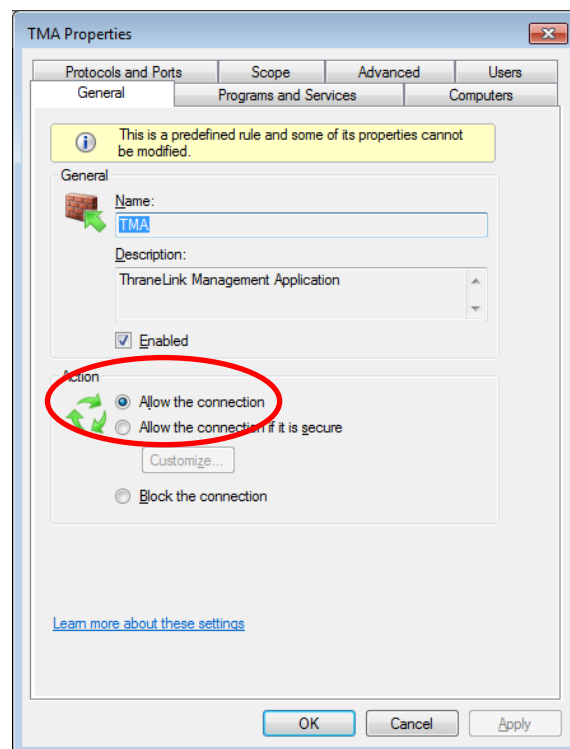 TMA Properties
Protocols and Ports Scope Advanced Users
General Programs and Services Computers
This is a predefined rule and some of its properties cannot
be modified.
General
Name:
TMA
Description:
ThraneLink Management Application
Enabled
Action
Allow the connection
Allow the connection if it is secure
Customize...
Block the connection
Learn more about these settings
OK Cancel Apply